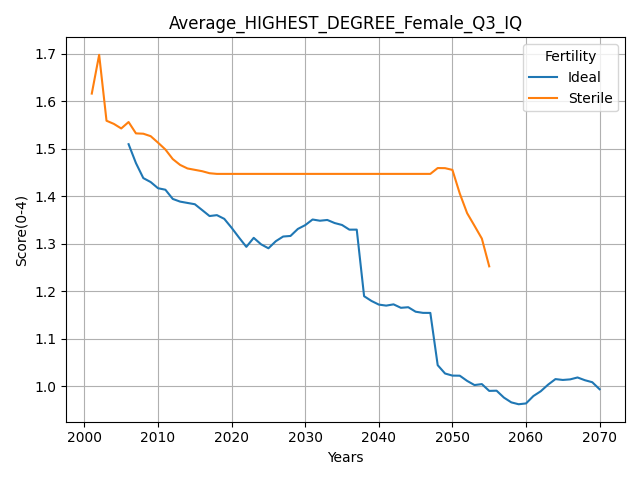 Average_HIGHEST_DEGREE_Female_Q3_IQ
Fertility
Ideal
Sterile
Score(0-4)
1.7
1.6
1.5
1.4
1.3
1.2
1.1
1.0
2000 2010 2020 2030 2040 2050 2060 2070
Years